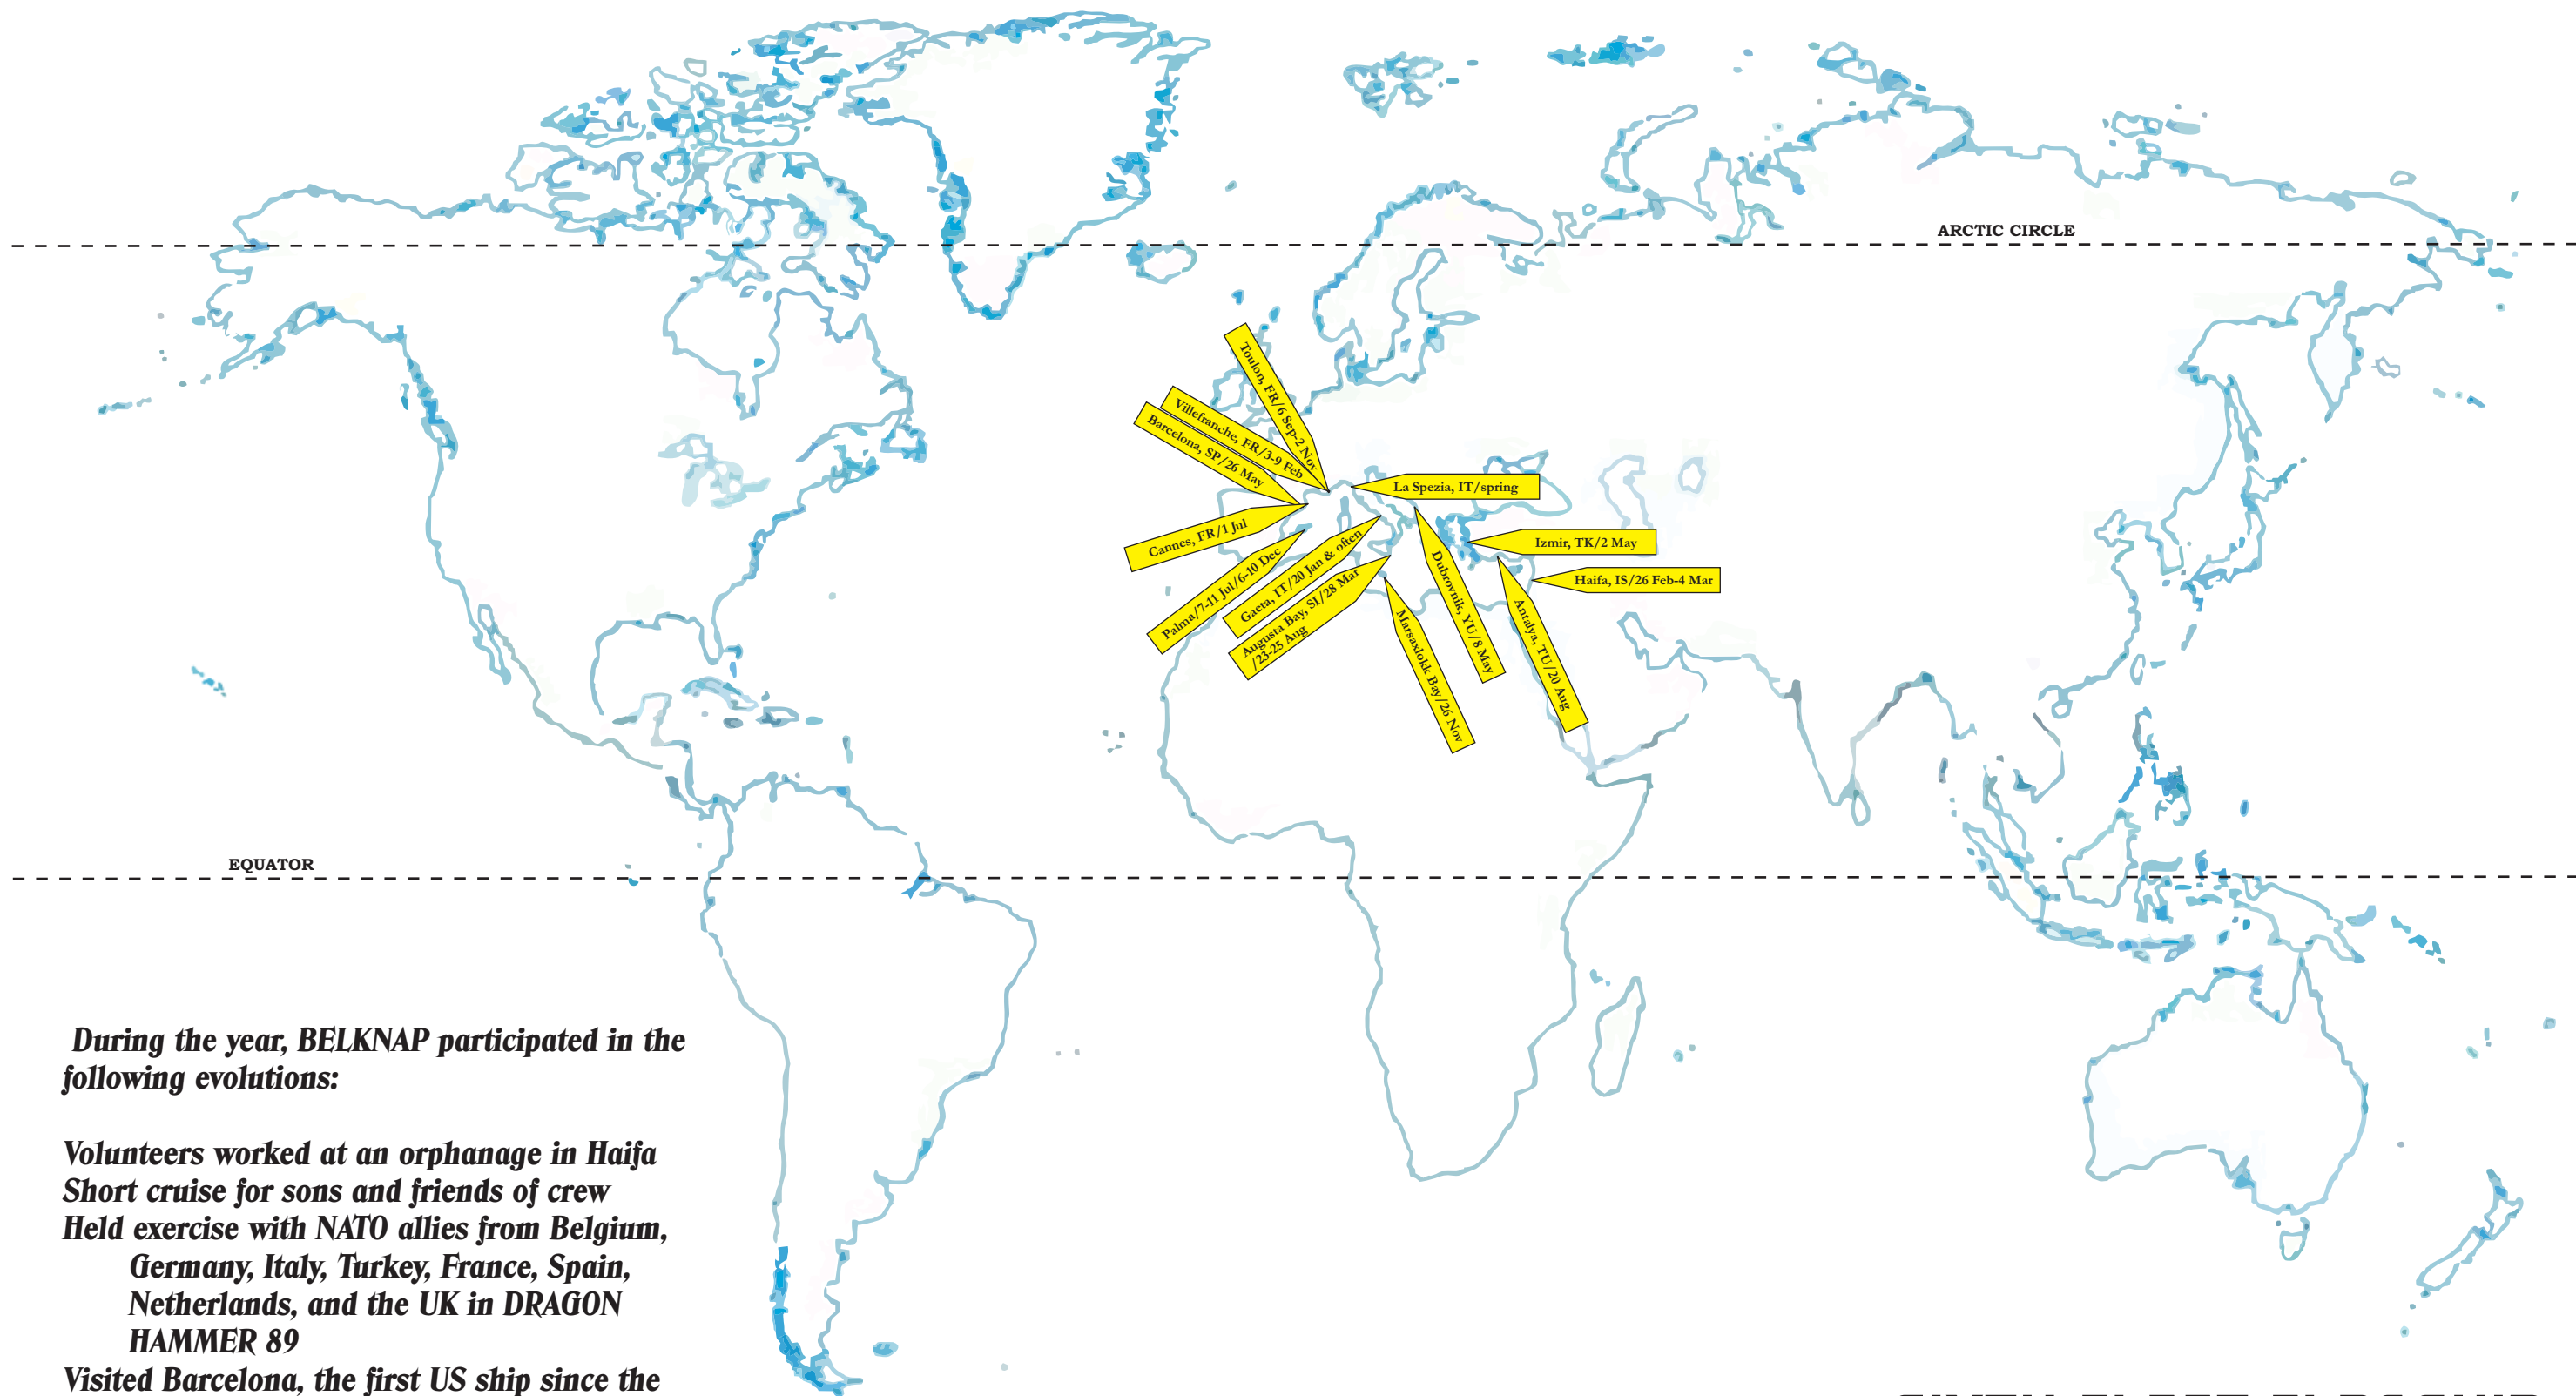 ARCTIC CIRCLE
Toulon, FR/6 Sep-2 Nov
Villefranche, FR/3-9 Feb
Barcelona, SP/26 May
La Spezia, IT/spring
Cannes, FR/1 Jul
Izmir, TK/2 May
Palma/7-11 Jul/6-10 Dec
Gaeta, IT/20 Jan & often
Haifa, IS/26 Feb-4 Mar
Augusta Bay, SI/28 Mar
/23-25 Aug
Dubrovnik, YU/8 May
Antalya, TU/20 Aug
Marsaxlokk Bay/26 Nov
EQUATOR
During the year, BELKNAP participated in the
following evolutions:
Volunteers worked at an orphanage in Haifa
Short cruise for sons and friends of crew
Held exercise with NATO allies from Belgium,
Germany, Italy, Turkey, France, Spain,
Netherlands, and the UK in DRAGON
HAMMER 89
Visited Barcelona, the first US ship since the